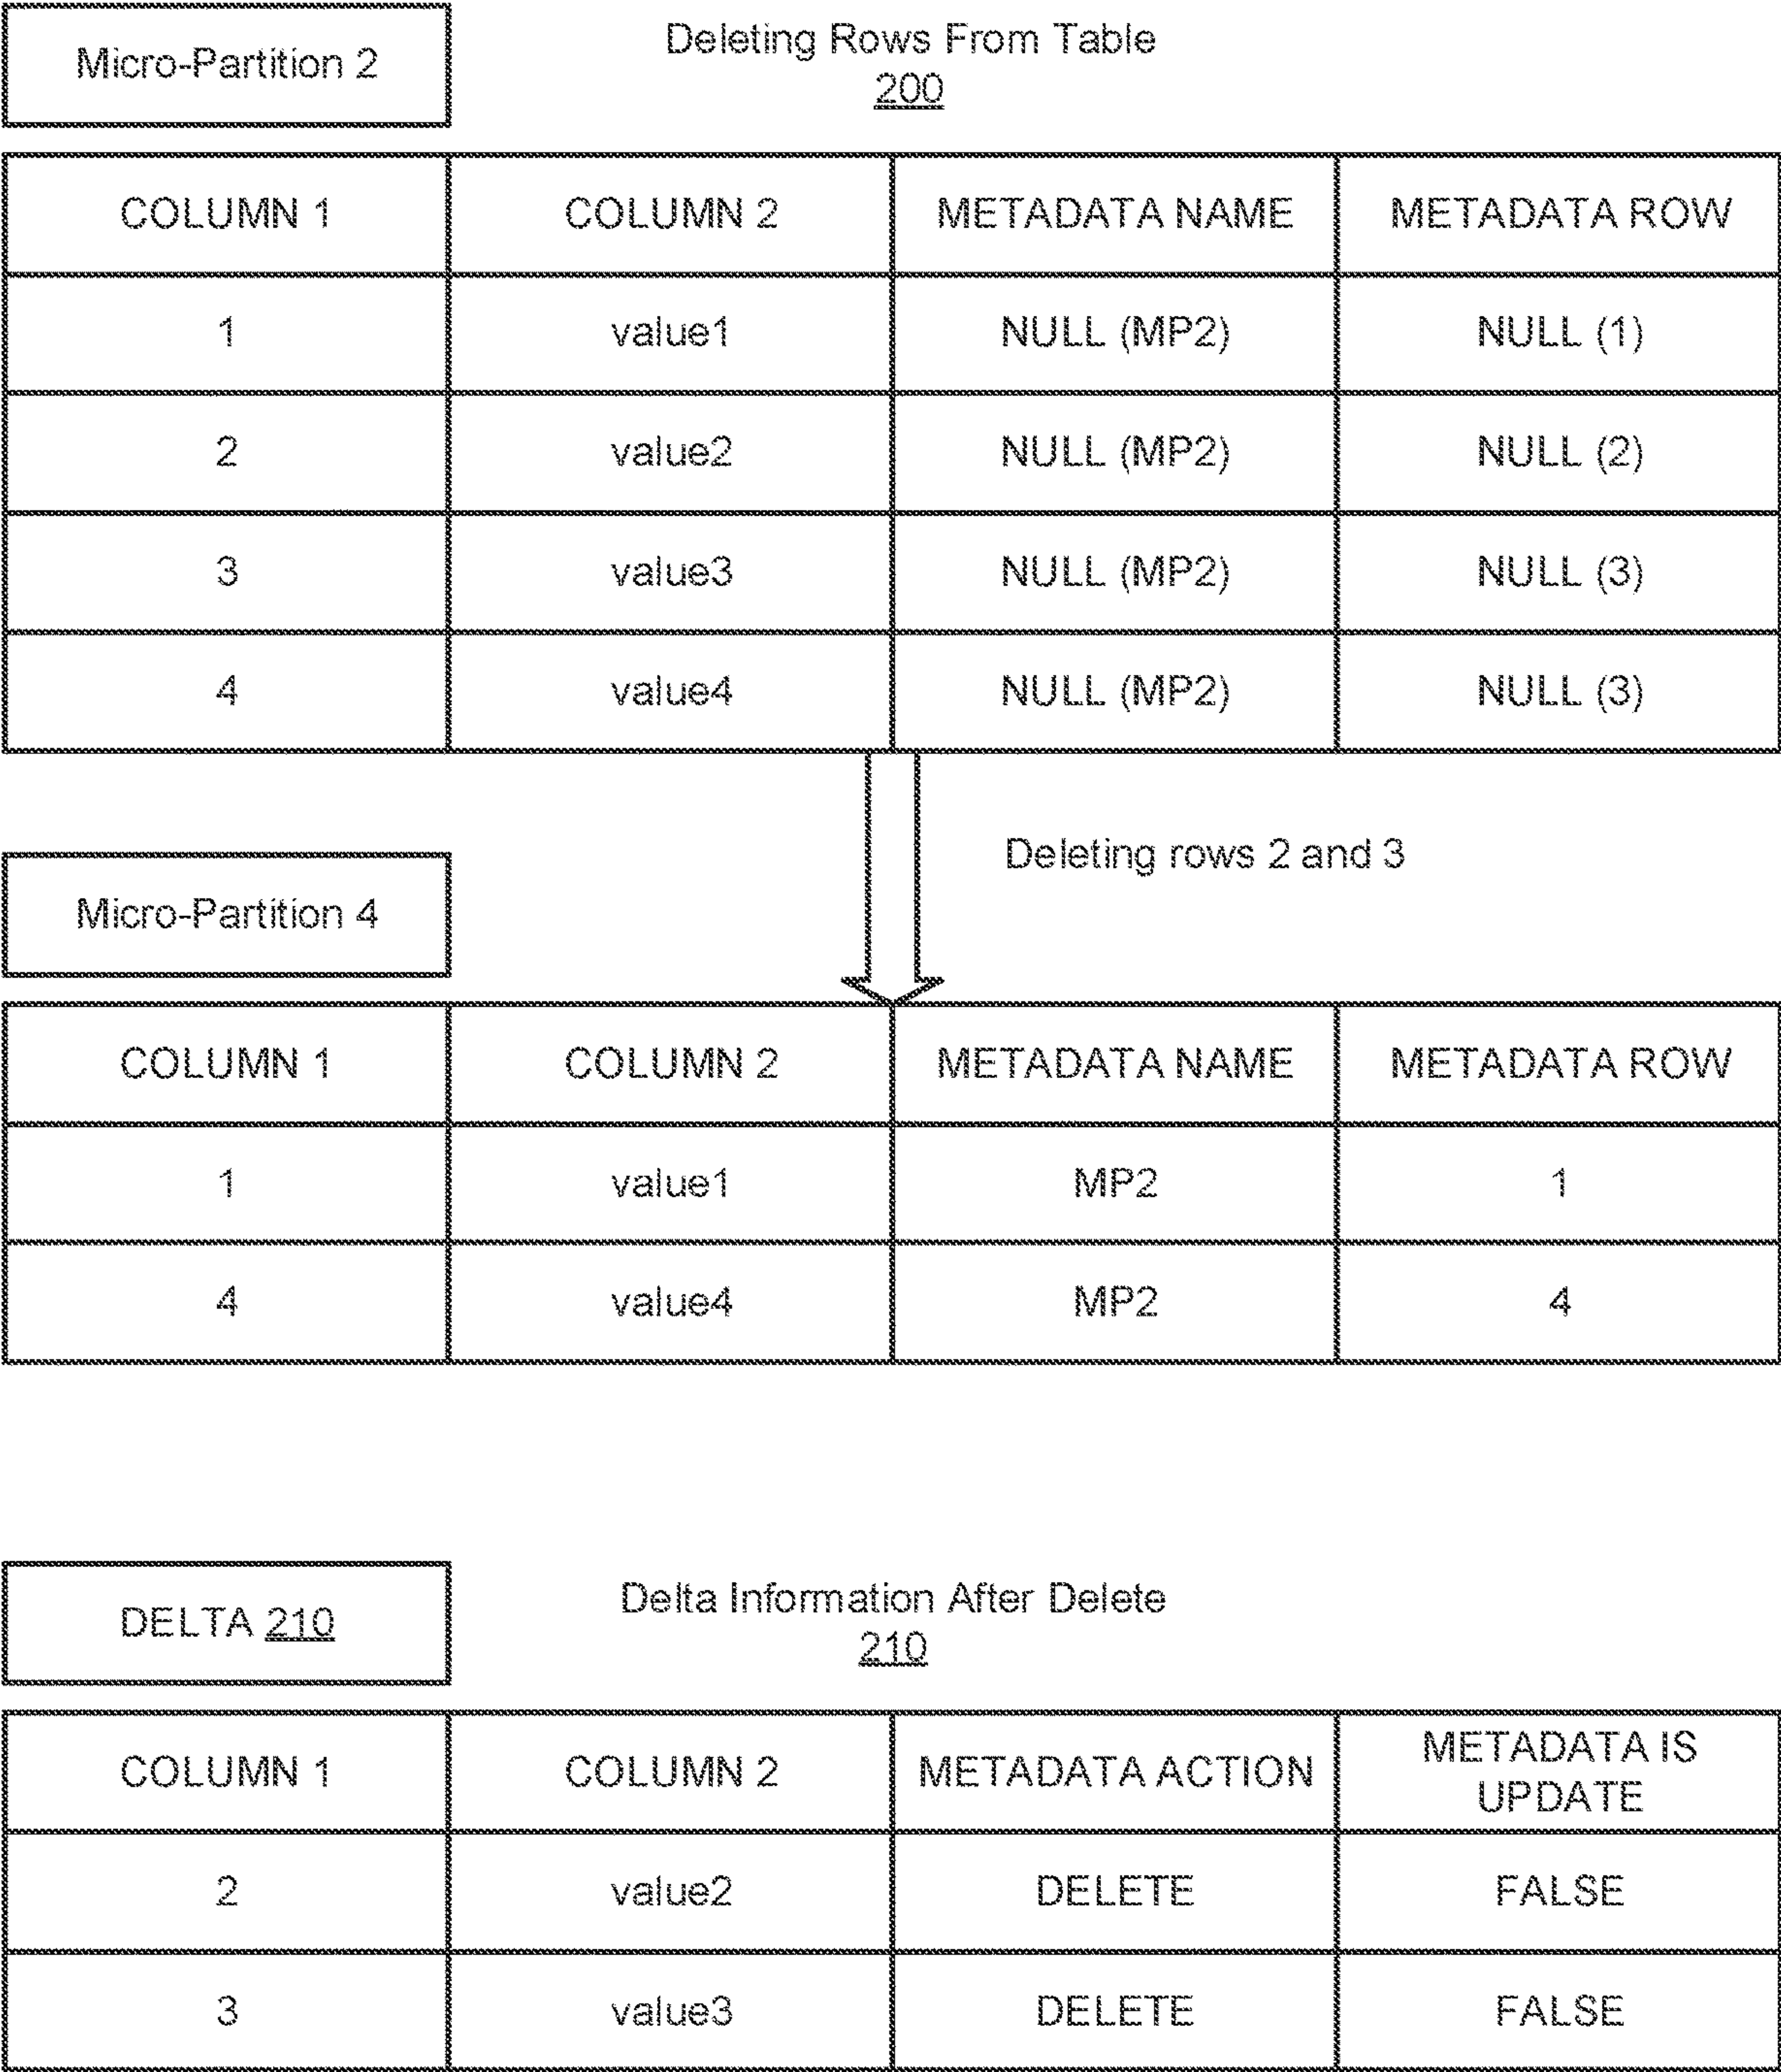 Micro-Partition 2
Deleting Rows From Table
200
COLUMN 1 COLUMN 2 METADATA NAME METADATA ROW
1 value1 NULL (MP2) NULL (1)
2 value2 NULL (MP2) NULL (2)
3 value3 NULL (MP2) NULL (3)
4 value4 NULL (MP2) NULL (3)
Deleting rows 2 and 3
Micro-Partition 4
COLUMN 1 COLUMN 2 METADATA NAME METADATA ROW
1 value1 MP2 1
4 value4 MP2 4
DELTA 210
Delta Information After Delete
210
COLUMN 1 COLUMN 2 METADATA ACTION METADATA IS
UPDATE
2 value2 DELETE FALSE
3 value3 DELETE FALSE